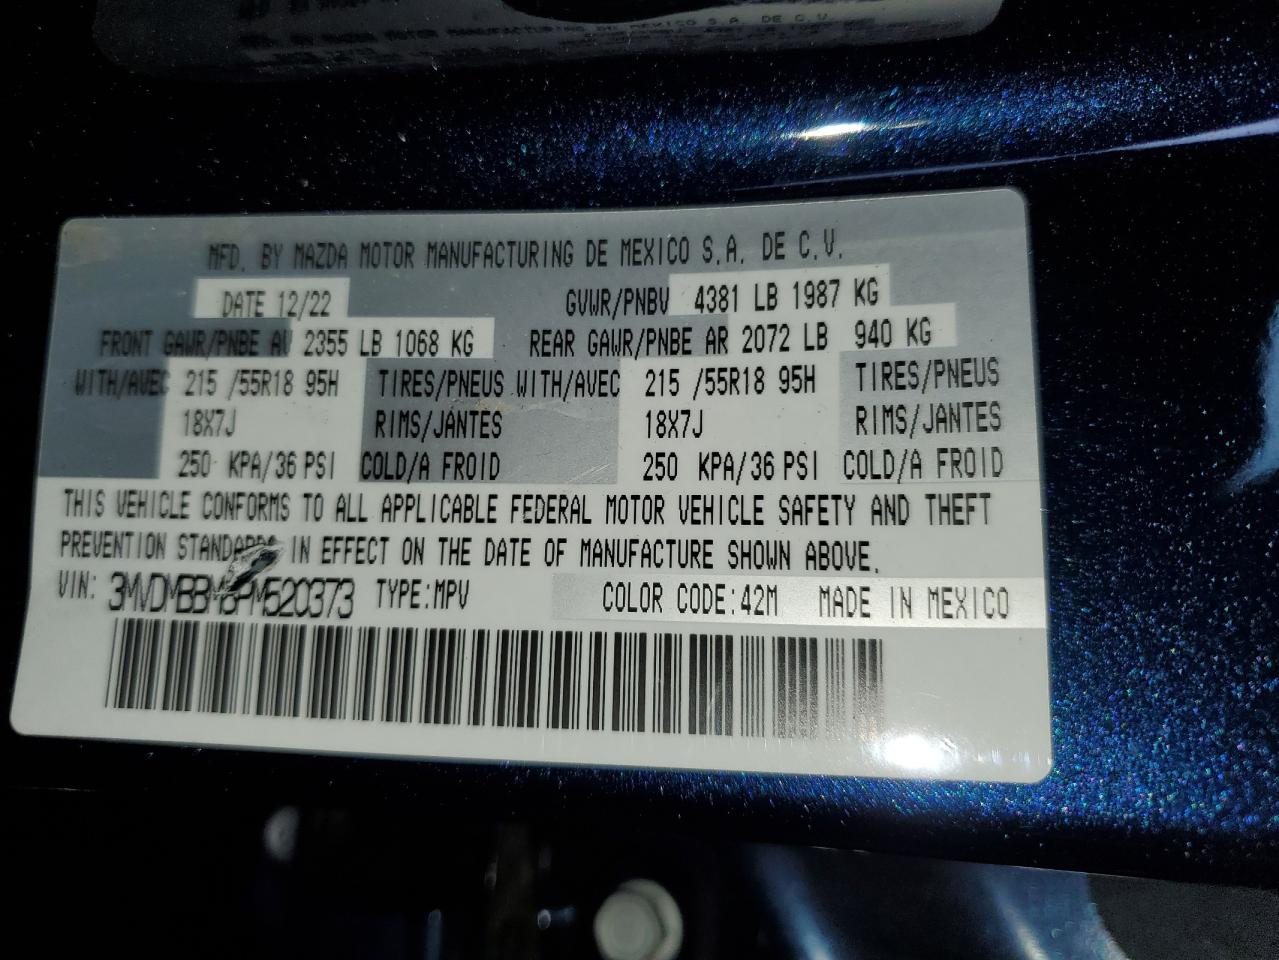 MANUFACTURING DE MEXICO S.A. DE C.V.
MFD. BY MAZDA MOTOR MANUFACTURING DE MEXICO S.A. DE C.V.
DATE 12/22 GVWR/PNBV 4381 LB 1987 KG
FRONT GAWR/PNBE AV 2355 LB 1068 KG REAR GAWR/PNBE AR 2072 LB 940 KG
WITH/AVEC 215 /55R18 95H TIRES/PNEUS WITH/AVEC 215 /55R18 95H TIRES/PNEUS
18X7J RIMS/JANTES 18X7J RIMS/JANTES
250 KPA/36 PSI COLD/A FROID 250 KPA/36 PSI COLD/A FROID
THIS VEHICLE CONFORMS TO ALL APPLICABLE FEDERAL MOTOR VEHICLE SAFETY AND THEFT
PREVENTION STANDARDS IN EFFECT ON THE DATE OF MANUFACTURE SHOWN ABOVE.
VIN: 3MVDMBBM8PM520373 TYPE:MPV COLOR CODE:42M MADE IN MEXICO